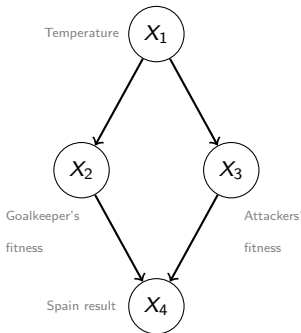 Temperature
X1
X2
X3
Goalkeeper's
fitness
Attackers'
fitness
Spain result
X4